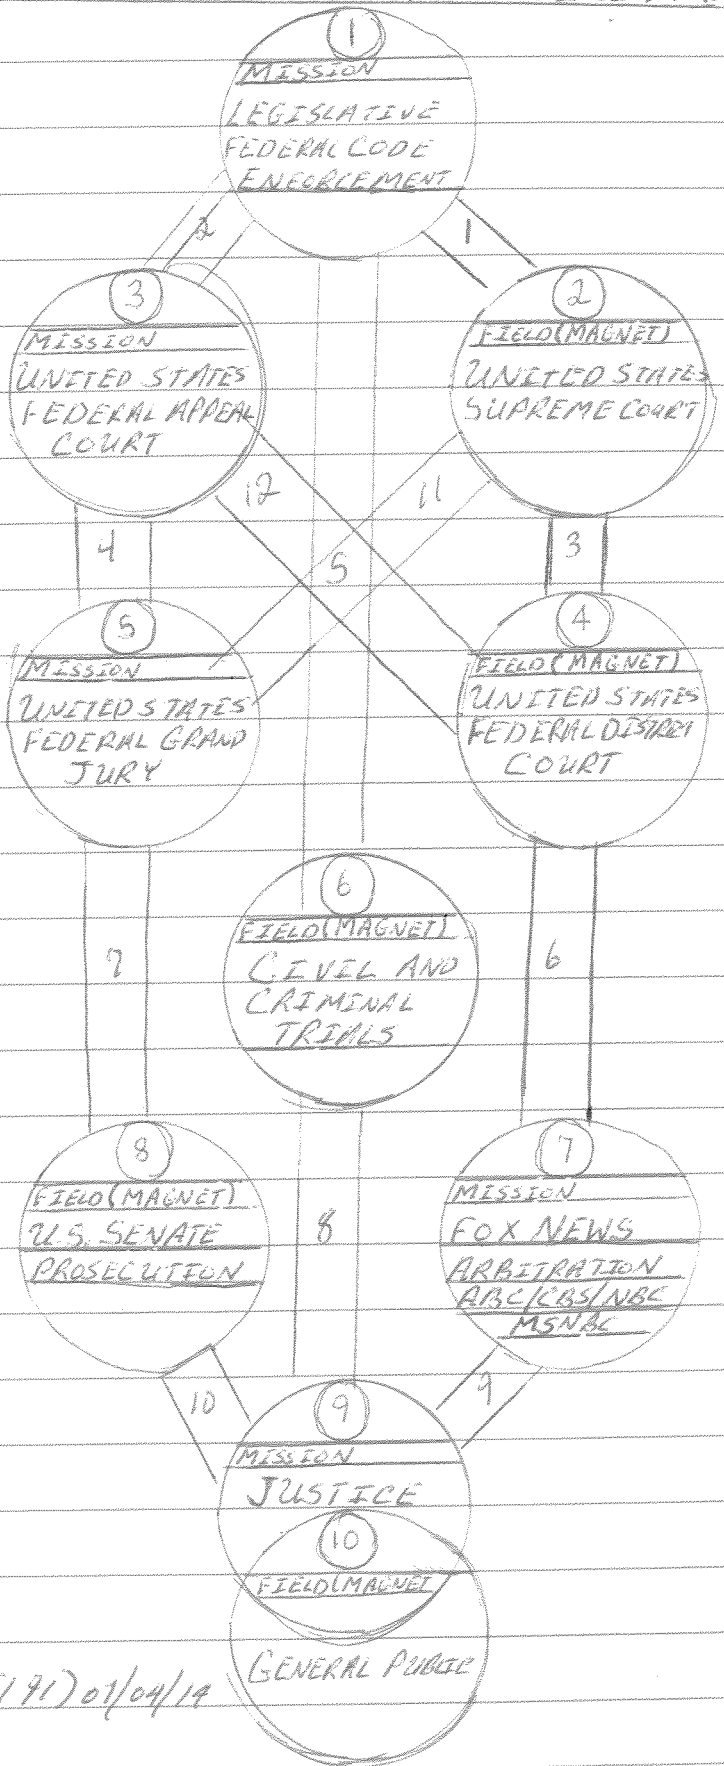 1
MISSION
LEGISLATIVE
FEDERAL CODE
ENFORCEMENT
2
1
3
MISSION
UNITED STATES
FEDERAL APPEAL
COURT
2
FIELD (MAGNET)
UNITED STATES
SUPREME COURT
12
11
4
5
3
5
MISSION
UNITED STATES
FEDERAL GRAND
JURY
4
FIELD (MAGNET)
UNITED STATES
FEDERAL DISTRICT
COURT
6
FIELD (MAGNET)
CIVIL AND
CRIMINAL
TRIALS
7
6
8
FIELD (MAGNET)
U.S. SENATE
PROSECUTION
8
7
MISSION
FOX NEWS
ARBITRATION
ABC/CBS/NBC
MSNBC
10
9
9
MISSION
JUSTICE
10
FIELD (MAGNET
GENERAL PUBLIC